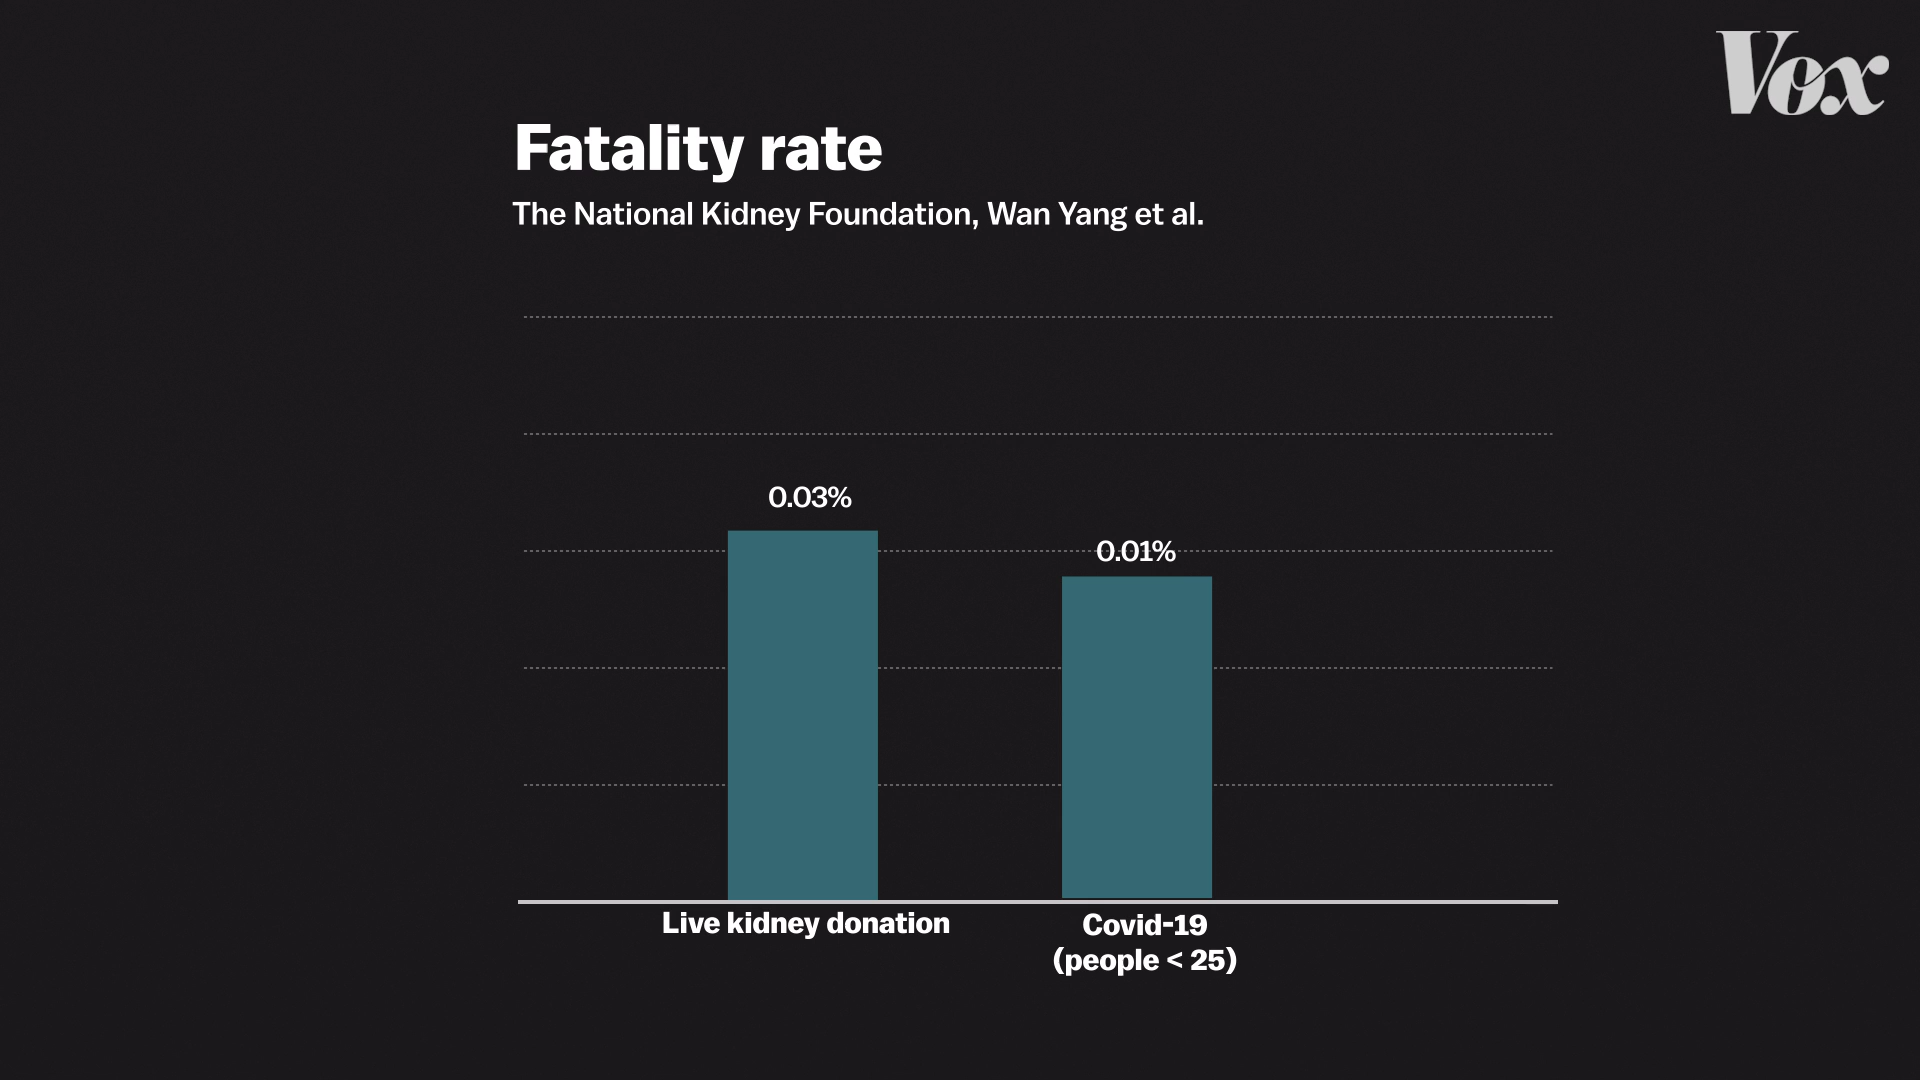 Vox
Fatality rate
The National Kidney Foundation, Wan Yang et al.
0.03%
0.01%
Live kidney donation
Covid-19
(people < 25)